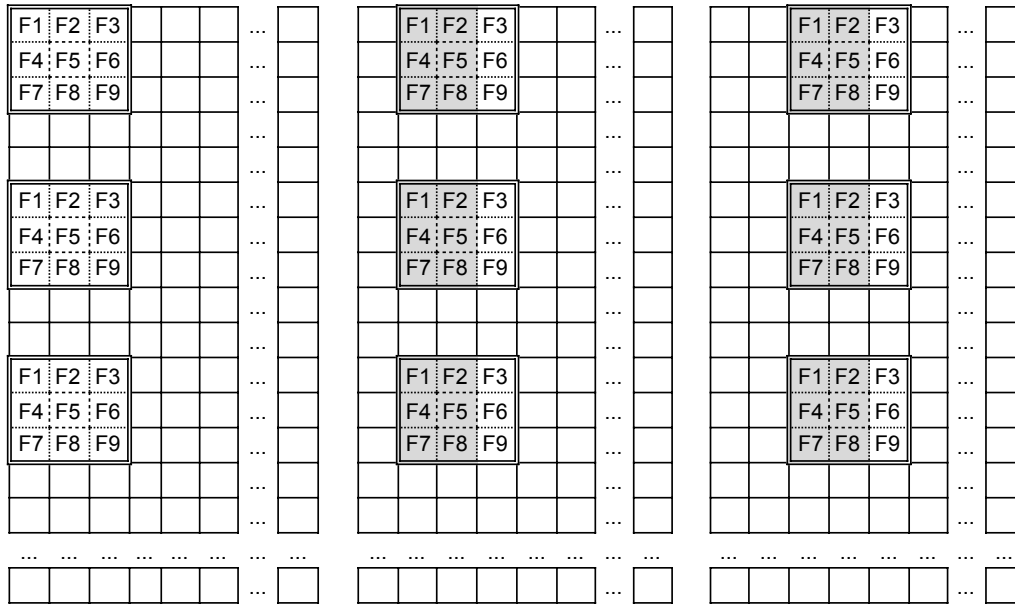 F1 F2 F3 ... F1 F2 F3 ... F1 F2 F3 ...
F4 F5 F6 ... F4 F5 F6 ... F4 F5 F6 ...
F7 F8 F9 ... F7 F8 F9 ... F7 F8 F9 ...
... ... ...
... ... ...
F1 F2 F3 ... F1 F2 F3 ... F1 F2 F3 ...
F4 F5 F6 ... F4 F5 F6 ... F4 F5 F6 ...
F7 F8 F9 ... F7 F8 F9 ... F7 F8 F9 ...
... ... ...
... ... ...
F1 F2 F3 ... F1 F2 F3 ... F1 F2 F3 ...
F4 F5 F6 ... F4 F5 F6 ... F4 F5 F6 ...
F7 F8 F9 ... F7 F8 F9 ... F7 F8 F9 ...
... ... ...
... ... ...
... ... ... ... ... ... ... ... ... ... ... ... ... ... ... ... ... ... ... ... ... ... ... ...
... ... ...